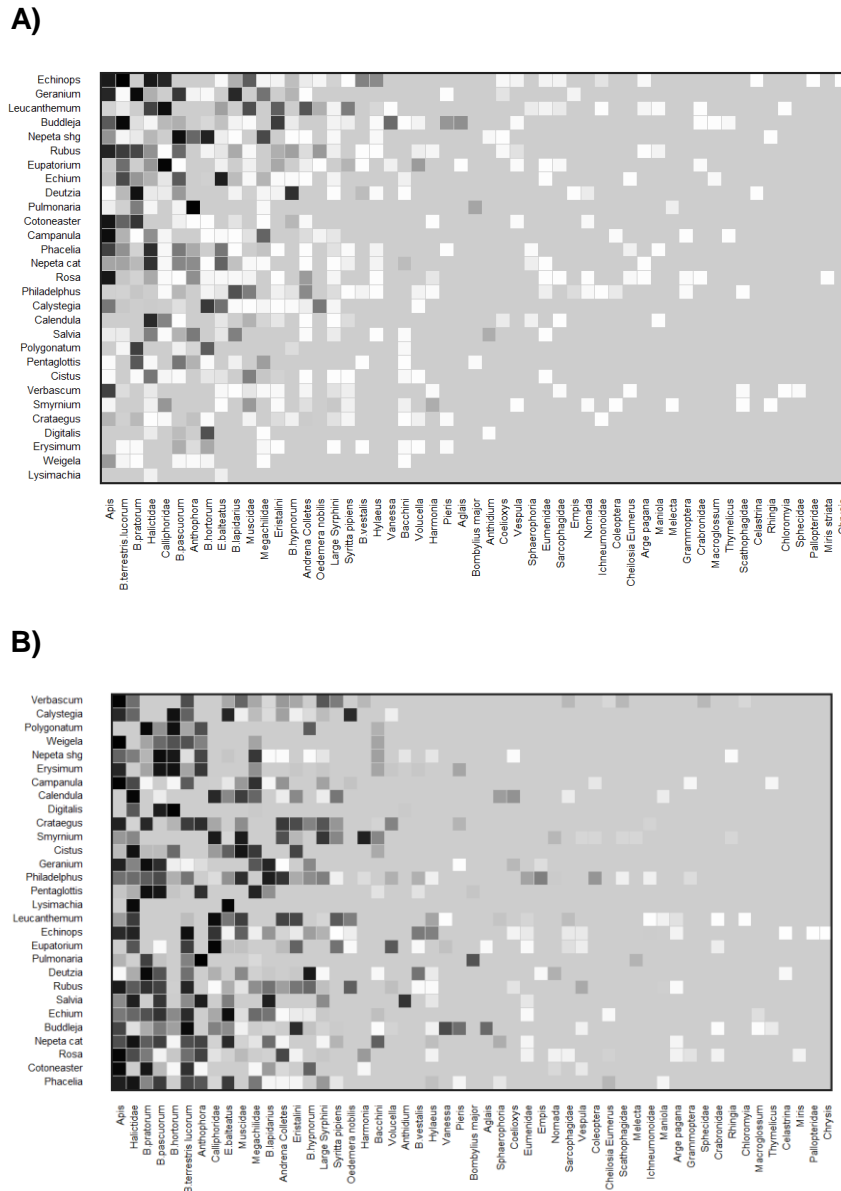 A)
Echinops
Geranium
Leucanthemum
Buddleja
Nepeta shg
Rubus
Eupatorium
Echium
Deutzia
Pulmonaria
Cotoneaster
Campanula
Phacelia
Nepeta cat
Rosa
Philadelphus
Calystegia
Calendula
Salvia
Polygonatum
Pentaglottis
Cistus
Verbascum
Smyrnium
Crataegus
Digitalis
Erysimum
Weigela
Lysimachia
Apis
B.terrestris.lucorum
B.pratorum
Halictidae
Calliphoridae
B.pascuorum
Anthophora
B.hortorum
E.balteatus
B.lapidarius
Muscidae
Megachilidae
Eristalini
B.hypnorum
Andrena Colletes
Oedemera nobilis
Large Syrphini
Syritta pipiens
B.vestalis
Hylaeus
Vanessa
Bacchini
Volucella
Harmonia
Pieris
Aglais
Bombylius major
Anthidium
Coelioxys
Vespula
Sphaerophoria
Eumenidae
Sarcophagidae
Empis
Nomada
Ichneumonoidae
Coleoptera
Cheilosia Eumerus
Arge pagana
Maniola
Melecta
Grammoptera
Crabronidae
Macroglossum
Thymelicus
Scathophagidae
Celastrina
Rhingia
Chloromyia
Sphecidae
Pallopteridae
Miris striata
B)
Verbascum
Calystegia
Polygonatum
Weigela
Nepeta shg
Erysimum
Campanula
Calendula
Digitalis
Crataegus
Smyrnium
Cistus
Geranium
Philadelphus
Pentaglottis
Lysimachia
Leucanthemum
Echinops
Eupatorium
Pulmonaria
Deutzia
Rubus
Salvia
Echium
Buddleja
Nepeta cat
Rosa
Cotoneaster
Phacelia
Apis
Halictidae
B.pratorum
B.pascuorum
B.hortorum
B.terrestris lucorum
Anthophora
Calliphoridae
E.balteatus
Muscidae
Megachilidae
B.lapidarius
Andrena Colletes
Eristalini
B.hypnorum
Large Syrphini
Syritta pipiens
Oedemera nobilis
Harmonia
Bacchini
Volucella
Anthidium
B.vestalis
Hylaeus
Vanessa
Pieris
Bombylius major
Aglais
Sphaerophoria
Coelioxys
Eumenidae
Empis
Nomada
Sarcophagidae
Vespula
Coleoptera
Cheilosia Eumerus
Scathophagidae
Melecta
Ichneumonoidae
Maniola
Arge pagana
Grammoptera
Sphecidae
Crabronidae
Rhingia
Chloromyia
Macroglossum
Thymelicus
Celastrina
Miris
Pallopteridae
Chrysis